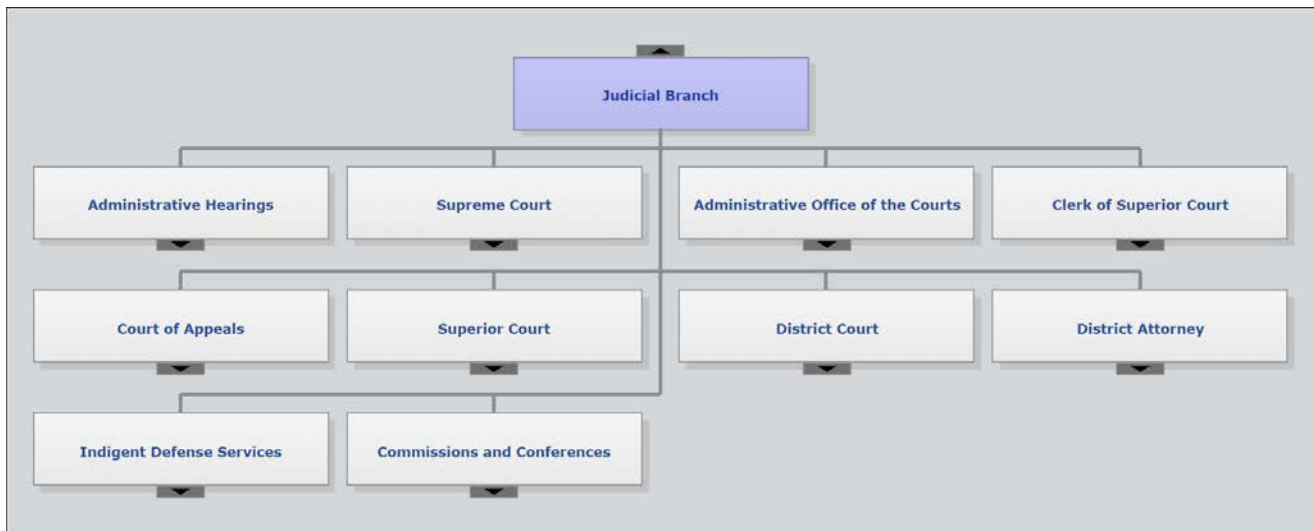 Judicial Branch
Administrative Hearings
Supreme Court
Administrative Office of the Courts
Clerk of Superior Court
Court of Appeals
Superior Court
District Court
District Attorney
Indigent Defense Services
Commissions and Conferences